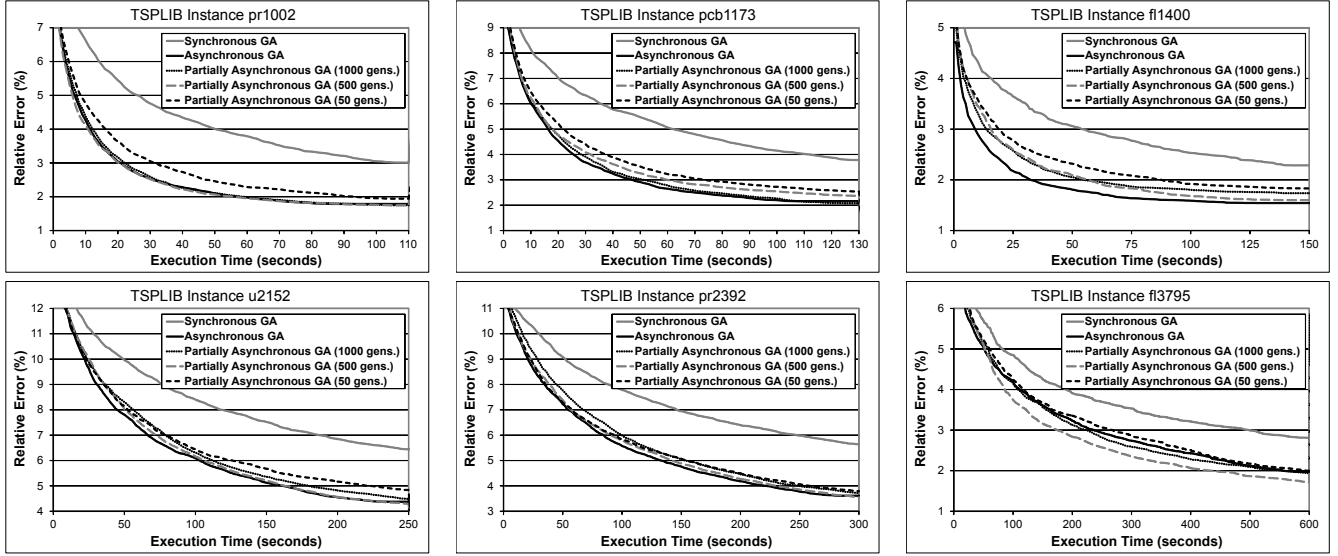 TSPLIB Instance pr1002
Relative Error (%)
7
6
5
4
3
2
1
Synchronous GA
Asynchronous GA
Partially Asynchronous GA (1000 gens.)
Partially Asynchronous GA (500 gens.)
Partially Asynchronous GA (50 gens.)
0 10 20 30 40 50 60 70 80 90 100 110
Execution Time (seconds)
TSPLIB Instance pcb1173
Relative Error (%)
9
8
7
6
5
4
3
2
1
Synchronous GA
Asynchronous GA
Partially Asynchronous GA (1000 gens.)
Partially Asynchronous GA (500 gens.)
Partially Asynchronous GA (50 gens.)
0 10 20 30 40 50 60 70 80 90 100 110 120 130
Execution Time (seconds)
TSPLIB Instance fl1400
Relative Error (%)
5
4
3
2
1
Synchronous GA
Asynchronous GA
Partially Asynchronous GA (1000 gens.)
Partially Asynchronous GA (500 gens.)
Partially Asynchronous GA (50 gens.)
0 25 50 75 100 125 150
Execution Time (seconds)
TSPLIB Instance u2152
Relative Error (%)
12
11
10
9
8
7
6
5
4
3
Synchronous GA
Asynchronous GA
Partially Asynchronous GA (1000 gens.)
Partially Asynchronous GA (500 gens.)
Partially Asynchronous GA (50 gens.)
0 50 100 150 200 250
Execution Time (seconds)
TSPLIB Instance pr2392
Relative Error (%)
11
10
9
8
7
6
5
4
3
Synchronous GA
Asynchronous GA
Partially Asynchronous GA (1000 gens.)
Partially Asynchronous GA (500 gens.)
Partially Asynchronous GA (50 gens.)
0 50 100 150 200 250 300
Execution Time (seconds)
TSPLIB Instance fl3795
Relative Error (%)
6
5
4
3
2
1
Synchronous GA
Asynchronous GA
Partially Asynchronous GA (1000 gens.)
Partially Asynchronous GA (500 gens.)
Partially Asynchronous GA (50 gens.)
0 100 200 300 400 500 600
Execution Time (seconds)